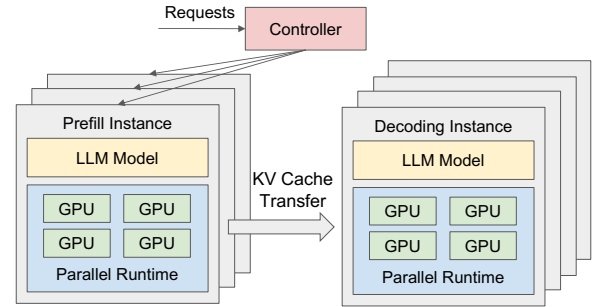 Requests
Controller
Prefill Instance
LLM Model
GPU GPU
GPU GPU
Parallel Runtime
KV Cache
Transfer
Decoding Instance
LLM Model
GPU GPU
GPU GPU
Parallel Runtime